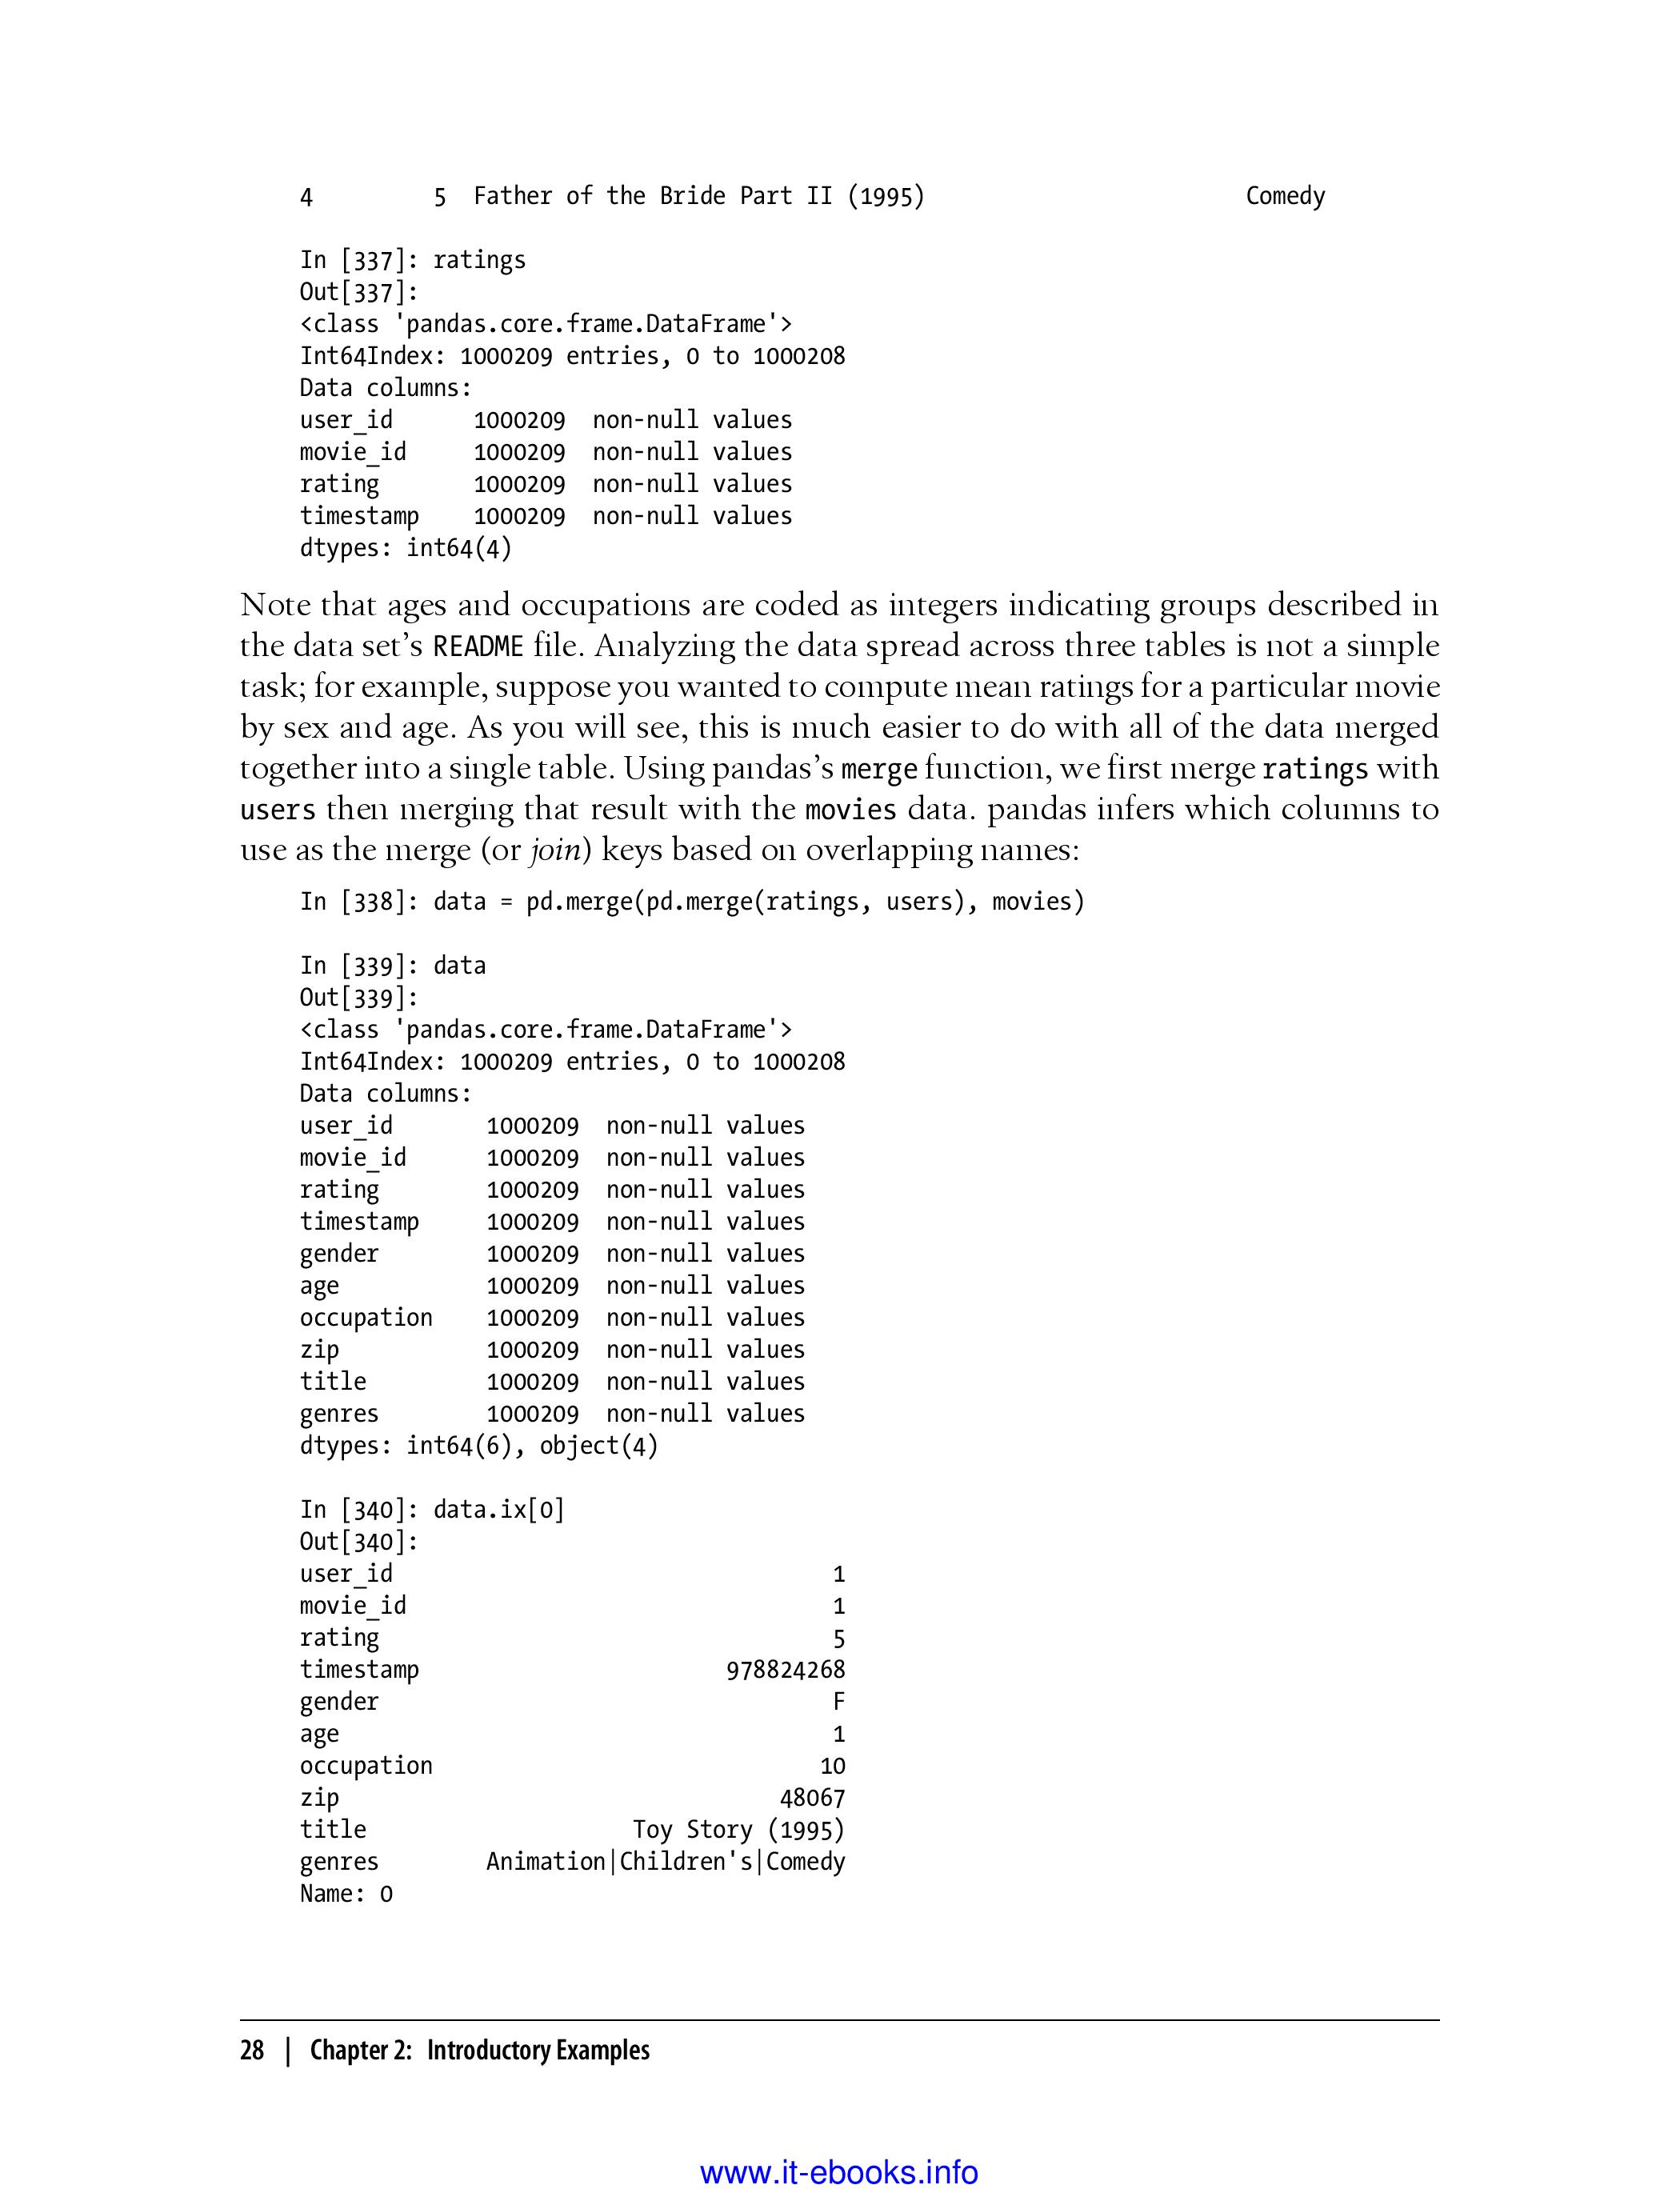 4         5  Father of the Bride Part II (1995)                        Comedy
In [337]: ratings
Out[337]:
<class 'pandas.core.frame.DataFrame'>
Int64Index: 1000209 entries, 0 to 1000208
Data columns:
user_id      1000209  non-null values
movie_id     1000209  non-null values
rating       1000209  non-null values
timestamp    1000209  non-null values
dtypes: int64(4)
Note that ages and occupations are coded as integers indicating groups described in
the data set’s README file. Analyzing the data spread across three tables is not a simple
task; for example, suppose you wanted to compute mean ratings for a particular movie
by sex and age. As you will see, this is much easier to do with all of the data merged
together into a single table. Using pandas’s merge function, we first merge ratings with
users then merging that result with the movies data. pandas infers which columns to
use as the merge (or join) keys based on overlapping names:
In [338]: data = pd.merge(pd.merge(ratings, users), movies)
In [339]: data
Out[339]:
<class 'pandas.core.frame.DataFrame'>
Int64Index: 1000209 entries, 0 to 1000208
Data columns:
user_id       1000209  non-null values
movie_id      1000209  non-null values
rating        1000209  non-null values
timestamp     1000209  non-null values
gender        1000209  non-null values
age           1000209  non-null values
occupation    1000209  non-null values
zip           1000209  non-null values
title         1000209  non-null values
genres        1000209  non-null values
dtypes: int64(6), object(4)
In [340]: data.ix[0]
Out[340]:
user_id                                 1
movie_id                                1
rating                                  5
timestamp                       978824268
gender                                  F
age                                     1
occupation                             10
zip                                 48067
title                    Toy Story (1995)
genres        Animation|Children's|Comedy
Name: 0
28 | Chapter 2: Introductory Examples
www.it-ebooks.info